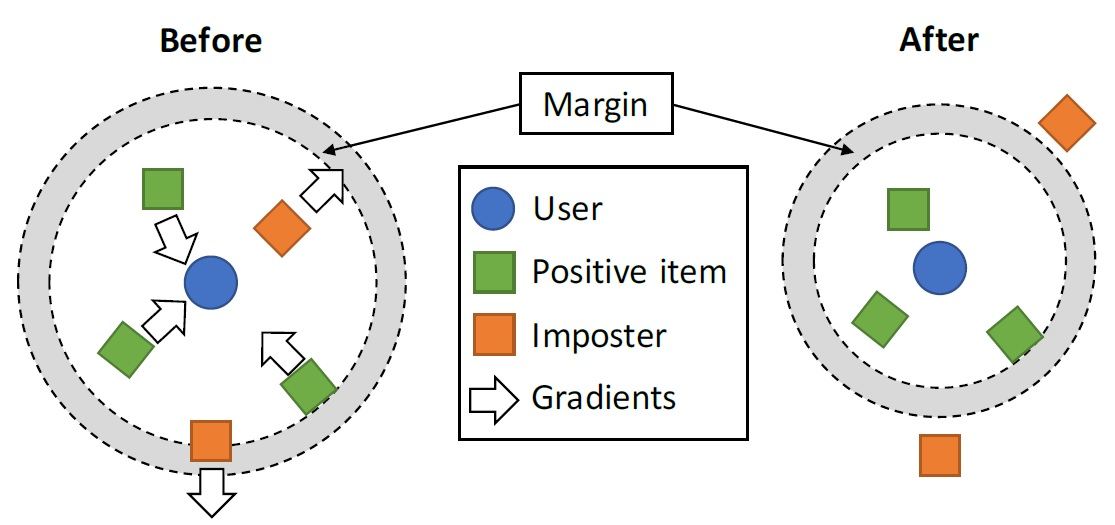 Before
After
Margin
User
Positive item
Imposter
Gradients